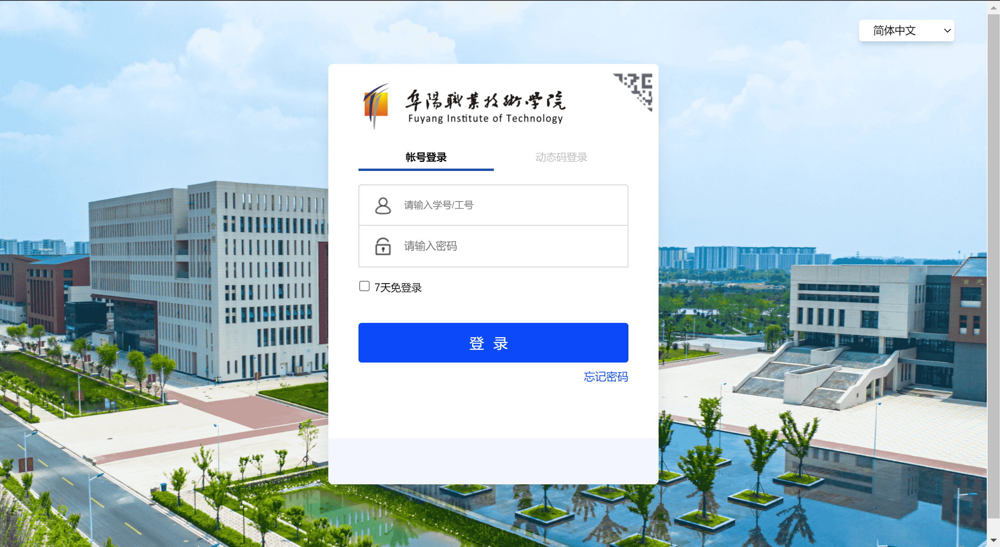 简体中文
阜陽職業技術学院
Fuyang Institute of Technology
帐号登录
动态码登录
请输入学号/工号
请输入密码
7天免登录
登 录
忘记密码